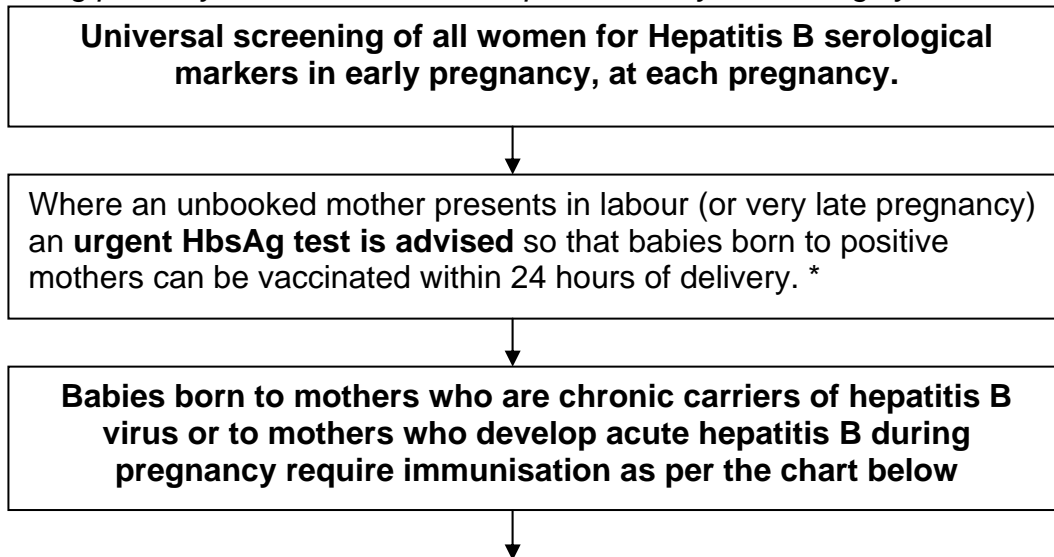 Universal screening of all women for Hepatitis B serological
markers in early pregnancy, at each pregnancy.
Where an unbooked mother presents in labour (or very late pregnancy)
an urgent HbsAg test is advised so that babies born to positive
mothers can be vaccinated within 24 hours of delivery. *
Babies born to mothers who are chronic carriers of hepatitis B
virus or to mothers who develop acute hepatitis B during
pregnancy require immunisation as per the chart below